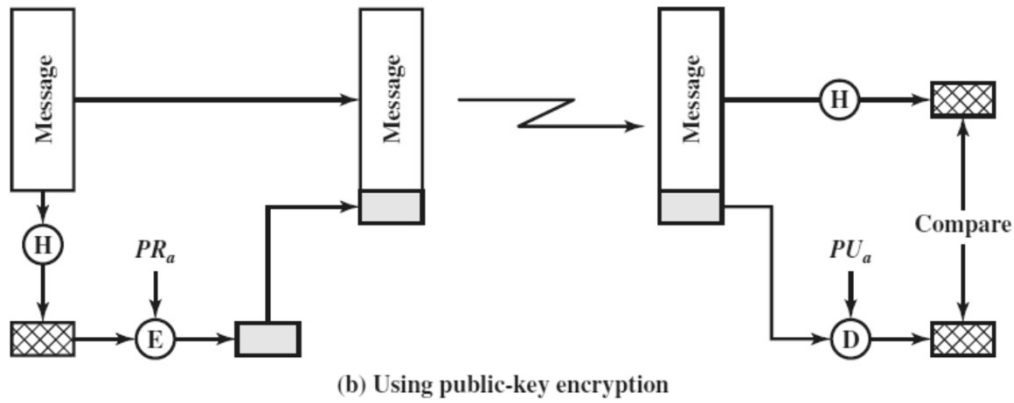 Message
Message
Message
H
H
PRₐ
PUₐ
Compare
E
D
(b) Using public-key encryption